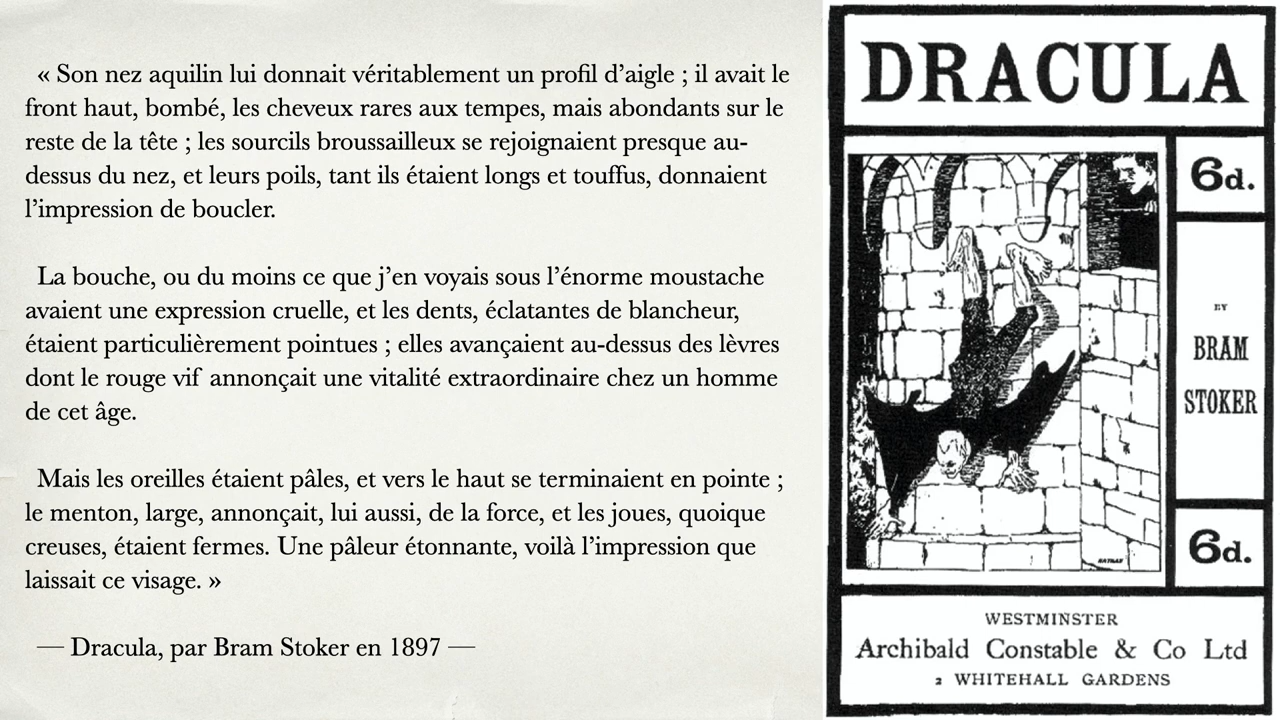 « Son nez aquilin lui donnait véritablement un profil d’aigle ; il avait le
front haut, bombé, les cheveux rares aux tempes, mais abondants sur le
reste de la tête ; les sourcils broussailleux se rejoignaient presque au-
dessus du nez, et leurs poils, tant ils étaient longs et touffus, donnaient
l’impression de boucler.
La bouche, ou du moins ce que j’en voyais sous l’énorme moustache
avaient une expression cruelle, et les dents, éclatantes de blancheur,
étaient particulièrement pointues ; elles avançaient au-dessus des lèvres
dont le rouge vif annonçait une vitalité extraordinaire chez un homme
de cet âge.
Mais les oreilles étaient pâles, et vers le haut se terminaient en pointe ;
le menton, large, annonçait, lui aussi, de la force, et les joues, quoique
creuses, étaient fermes. Une pâleur étonnante, voilà l’impression que
laissait ce visage. »
— Dracula, par Bram Stoker en 1897 —
DRACULA
6d.
BY
BRAM
STOKER
6d.
WESTMINSTER
Archibald Constable & Co Ltd
2 WHITEHALL GARDENS